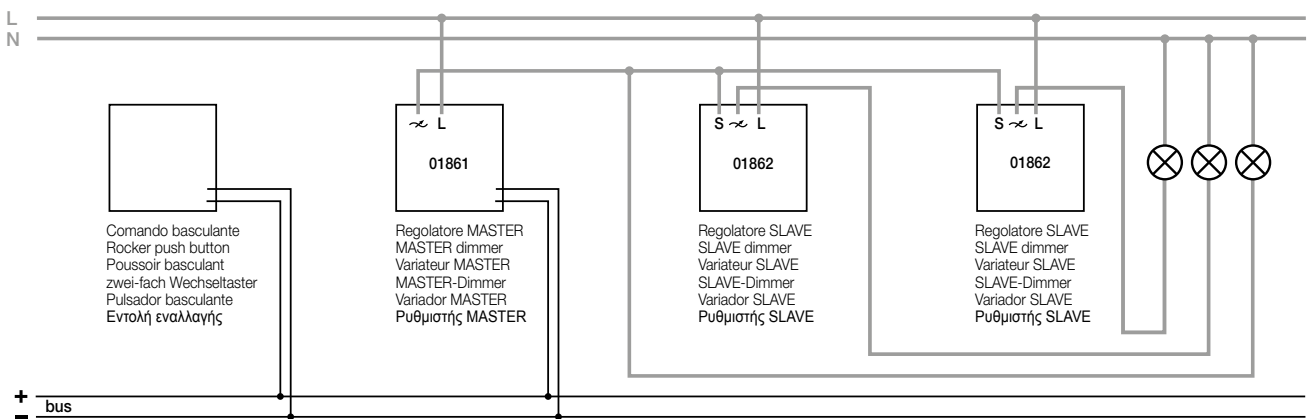 L
N
~ L
01861
S ~ L
01862
S ~ L
01862
Comando basculante
Rocker push button
Poussoir basculant
zwei-fach Wechseltaster
Pulsador basculante
Εντολή εναλλαγής
Regolatore MASTER
MASTER dimmer
Variateur MASTER
MASTER-Dimmer
Variador MASTER
Ρυθμιστής MASTER
Regolatore SLAVE
SLAVE dimmer
Variateur SLAVE
SLAVE-Dimmer
Variador SLAVE
Ρυθμιστής SLAVE
Regolatore SLAVE
SLAVE dimmer
Variateur SLAVE
SLAVE-Dimmer
Variador SLAVE
Ρυθμιστής SLAVE
+
bus
–